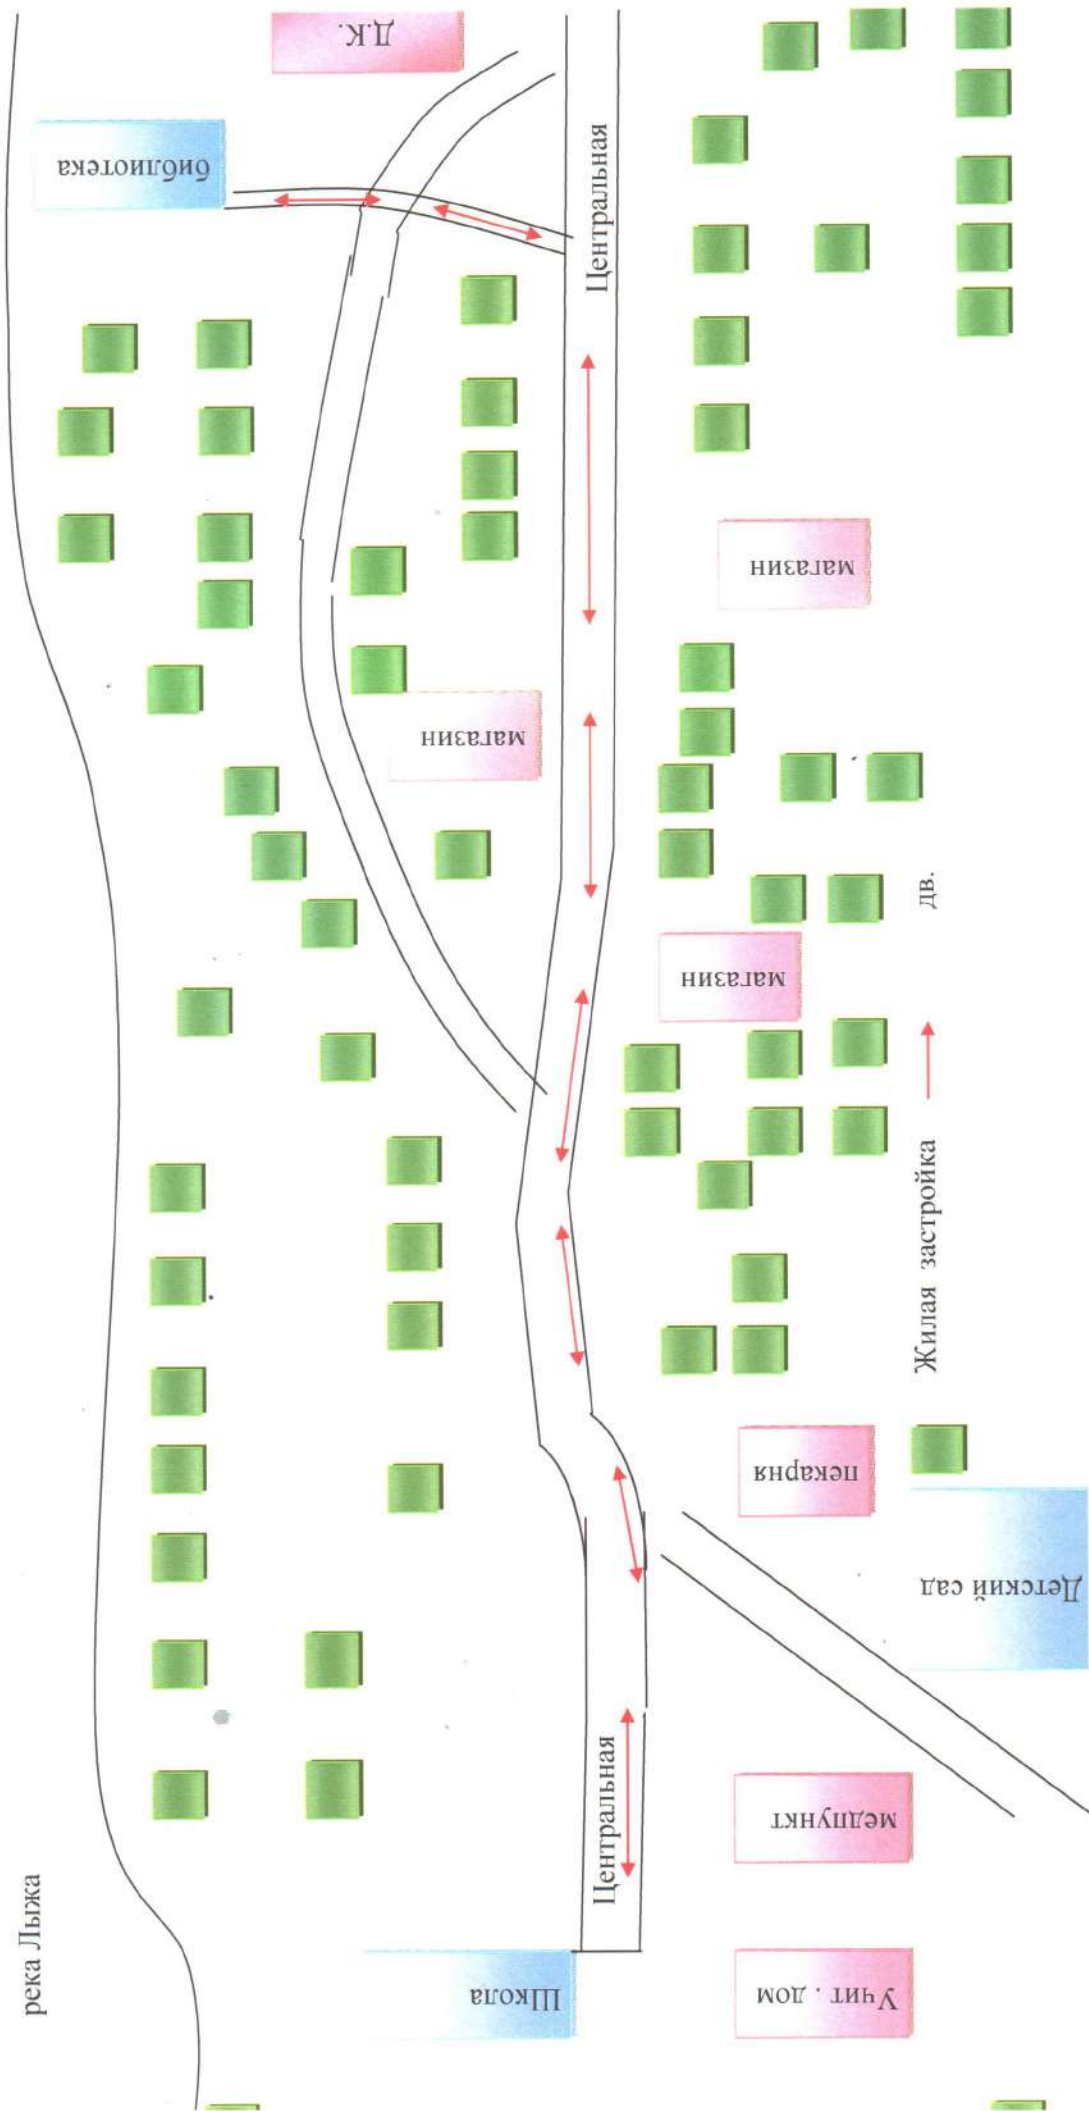 Д.К.
библиотека
Центральная
магазин
магазин
магазин
дв.
Жилая застройка
пекарня
Детский сад
Центральная
медпункт
река Лыжа
Школа
Учит . дом